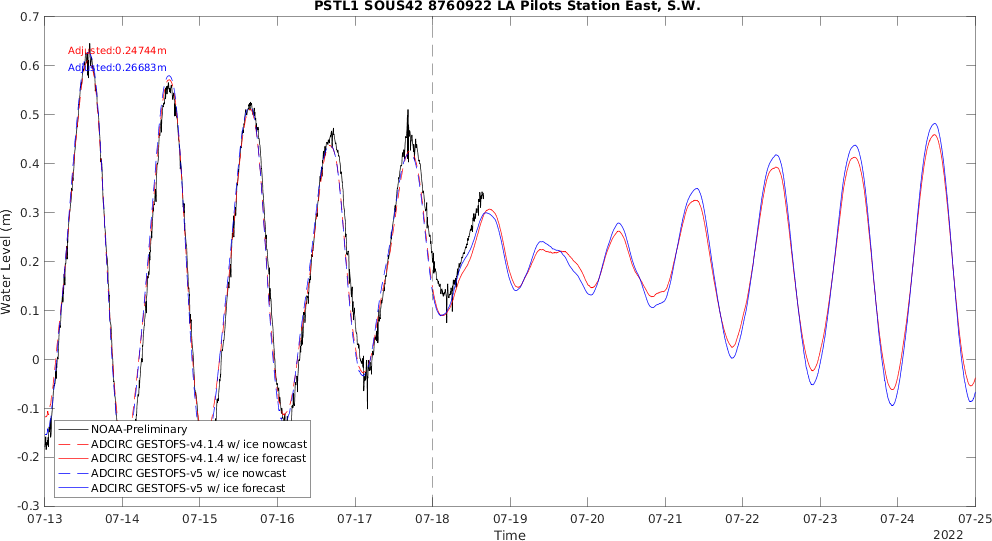 PSTL1 SOUS42 8760922 LA Pilots Station East, S.W.
0.7
0.6
0.5
0.4
0.3
0.2
0.1
0
-0.1
-0.2
-0.3
Water Level (m)
Adjusted:0.24744m
Adjusted:0.26683m
NOAA-Preliminary
ADCIRC GESTOFS-v4.1.4 w/ ice nowcast
ADCIRC GESTOFS-v4.1.4 w/ ice forecast
ADCIRC GESTOFS-v5 w/ ice nowcast
ADCIRC GESTOFS-v5 w/ ice forecast
07-13 07-14 07-15 07-16 07-17 07-18 07-19 07-20 07-21 07-22 07-23 07-24 07-25
Time
2022